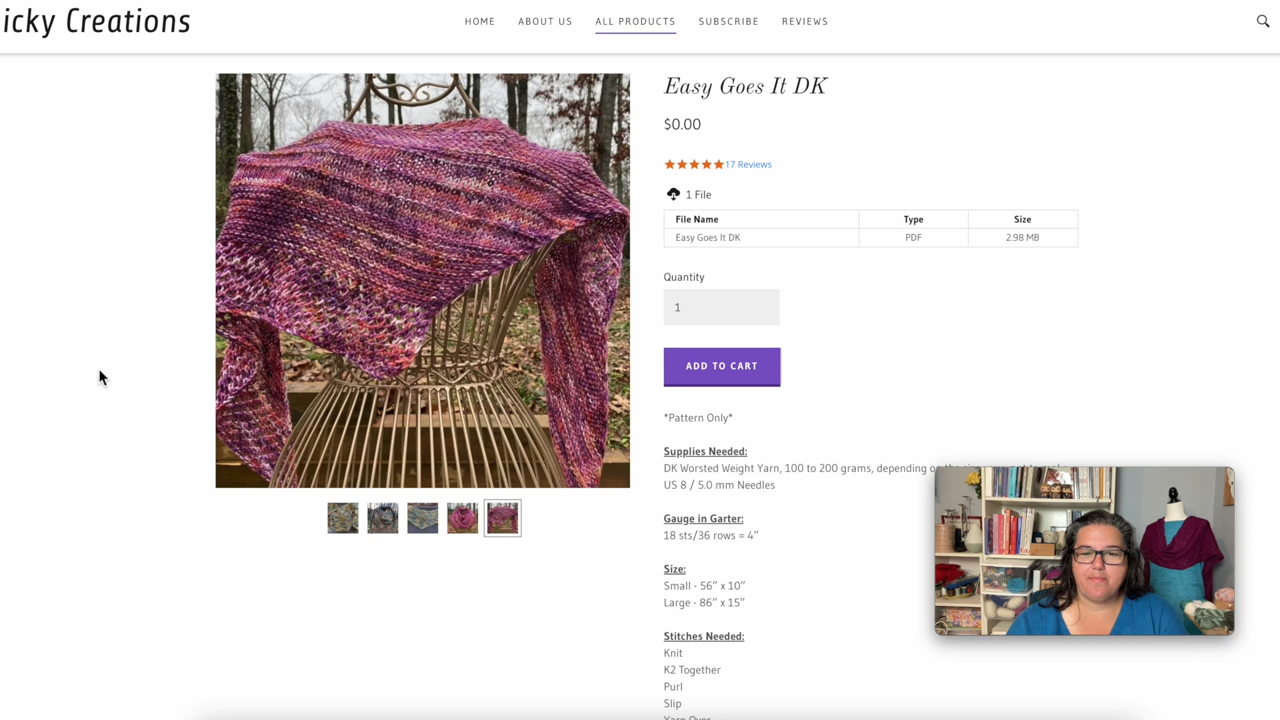 icky Creations
HOME ABOUT US ALL PRODUCTS SUBSCRIBE REVIEWS
Easy Goes It DK
$0.00
17 Reviews
1 File
File Name Type Size
Easy Goes It DK PDF 2.98 MB
Quantity
1
ADD TO CART
*Pattern Only*
Supplies Needed:
DK Worsted Weight Yarn, 100 to 200 grams, depending on
US 8 / 5.0 mm Needles
Gauge in Garter:
18 sts/36 rows = 4”
Size:
Small - 56” x 10”
Large - 86” x 15”
Stitches Needed:
Knit
K2 Together
Purl
Slip
Yarn Over